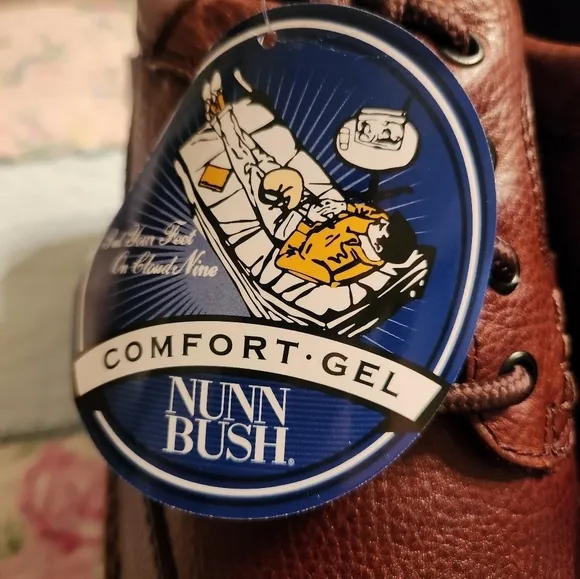 Put Your Feet
On Cloud Nine
COMFORT·GEL
NUNN
BUSH®